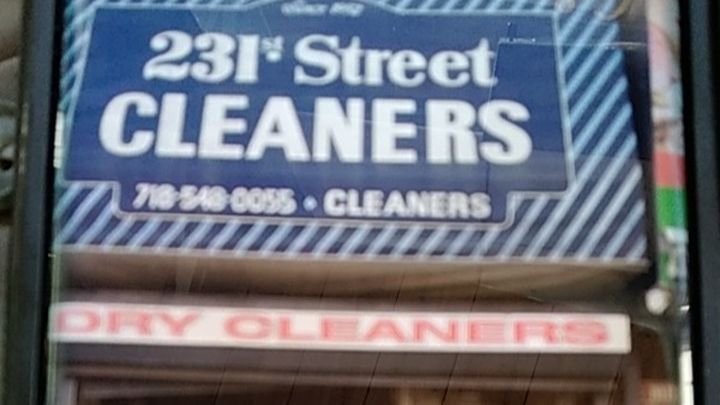 231st Street
CLEANERS
718-548-0055 • CLEANERS
DRY CLEANERS